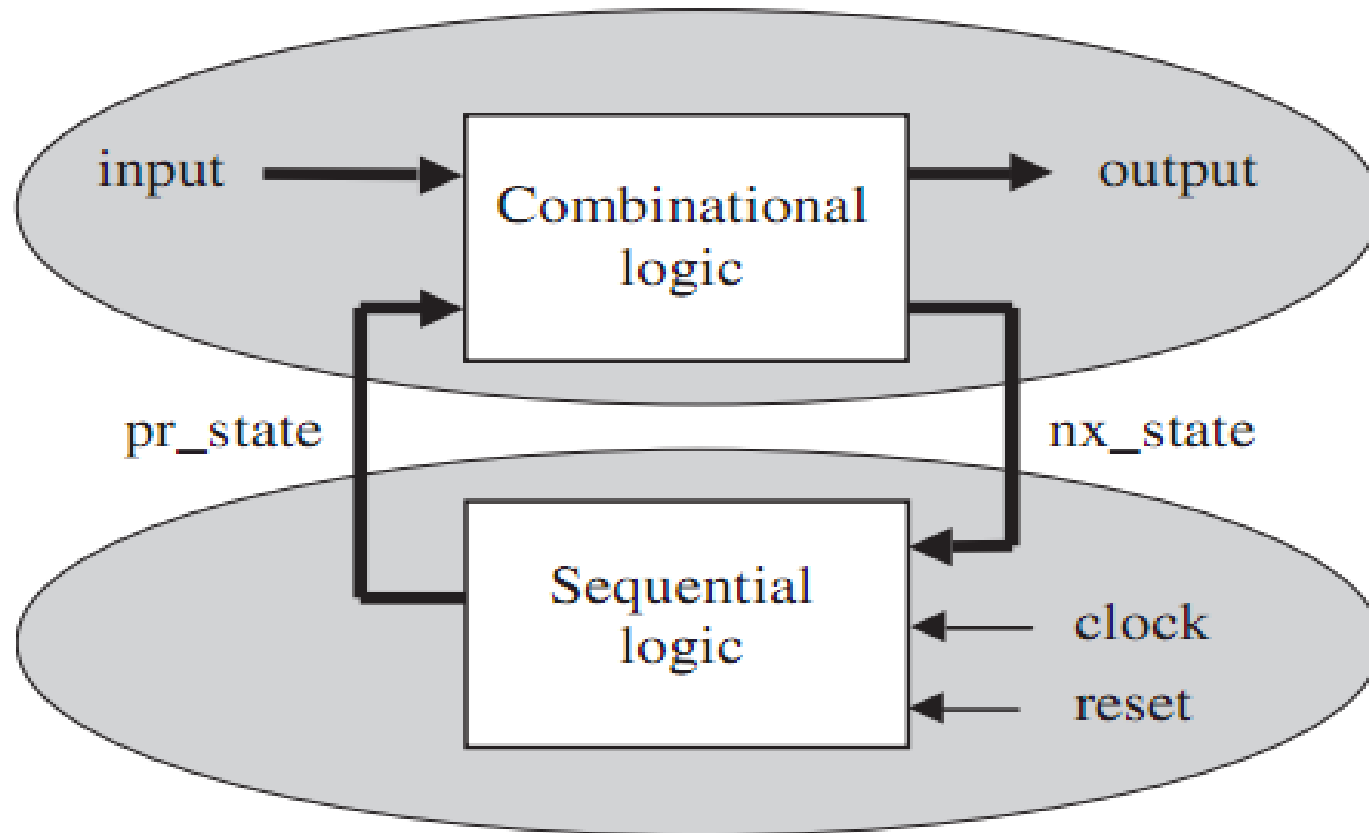 input
Combinational
logic
output
pr_state
nx_state
Sequential
logic
clock
reset